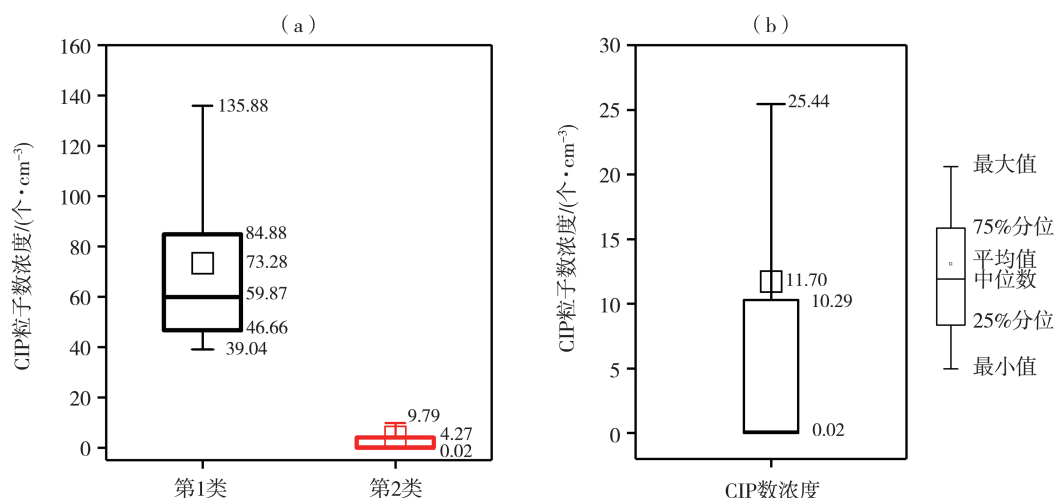 (a)
CIP粒子数浓度/(个·cm⁻³)
160
140
120
100
80
60
40
20
0
135.88
84.88
73.28
59.87
46.66
39.04
9.79
4.27
0.02
第1类
第2类
(b)
CIP粒子数浓度/(个·cm⁻³)
30
25
20
15
10
5
0
25.44
11.70
10.29
0.02
CIP数浓度
最大值
75%分位
平均值
中位数
25%分位
最小值